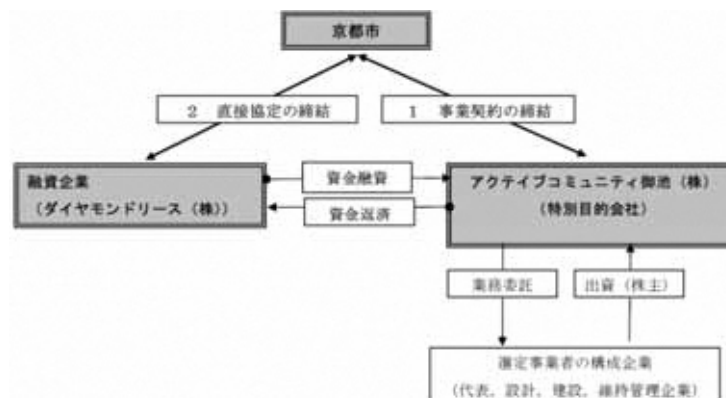 京都市
2 直接協定の締結
1 事業契約の締結
融資企業
(ダイヤモンドリース(株))
資金融資
資金返済
アクテイブコミュニティ御池(株)
(特別目的会社)
業務委託
出資(株主)
選定事業者の構成企業
(代表,設計,建設,維持管理企業)